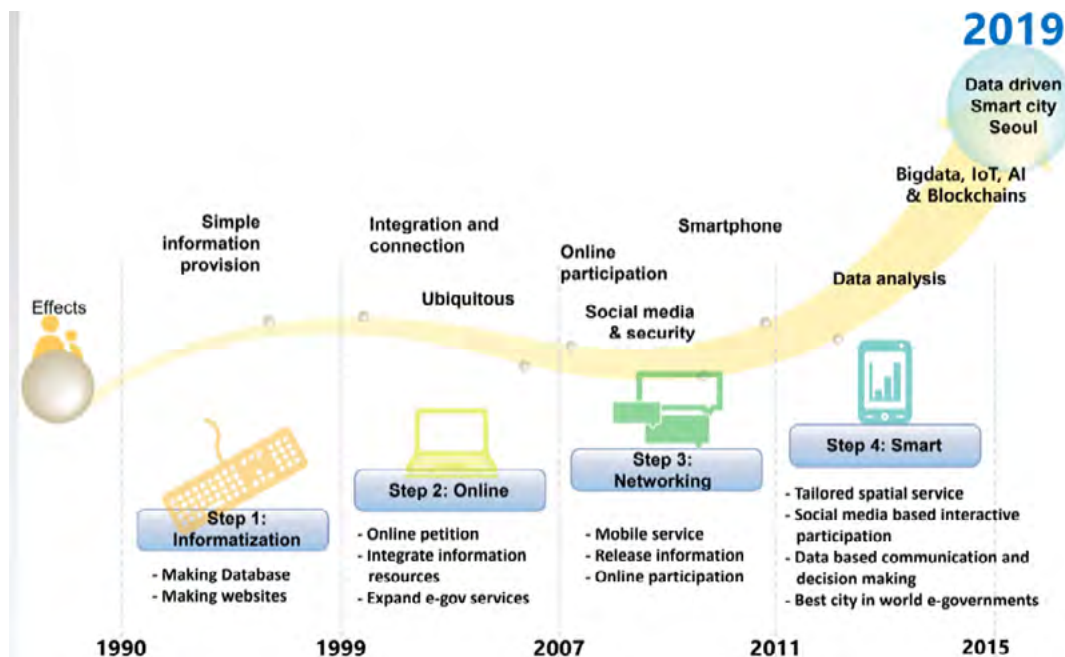 2019
Data driven
Smart city
Seoul
Bigdata, IoT, AI
& Blockchains
Simple
information
provision
Integration and
connection
Smartphone
Online
participation
Ubiquitous
Data analysis
Effects
Social media
& security
Step 1:
Informatization
- Making Database
- Making websites
Step 2: Online
- Online petition
- Integrate information
resources
- Expand e-gov services
Step 3:
Networking
- Mobile service
- Release information
- Online participation
Step 4: Smart
- Tailored spatial service
- Social media based interactive
participation
- Data based communication and
decision making
- Best city in world e-governments
1990
1999
2007
2011
2015